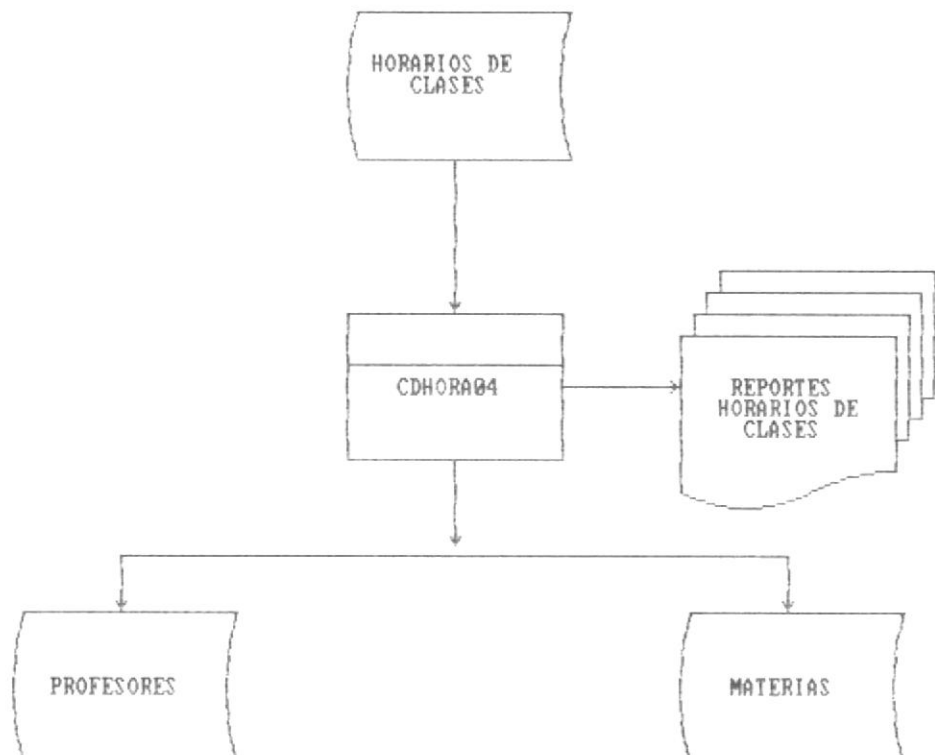 HORARIOS DE
CLASES
CDHORA04
REPORTES
HORARIOS DE
CLASES
PROFESORES
MATERIAS